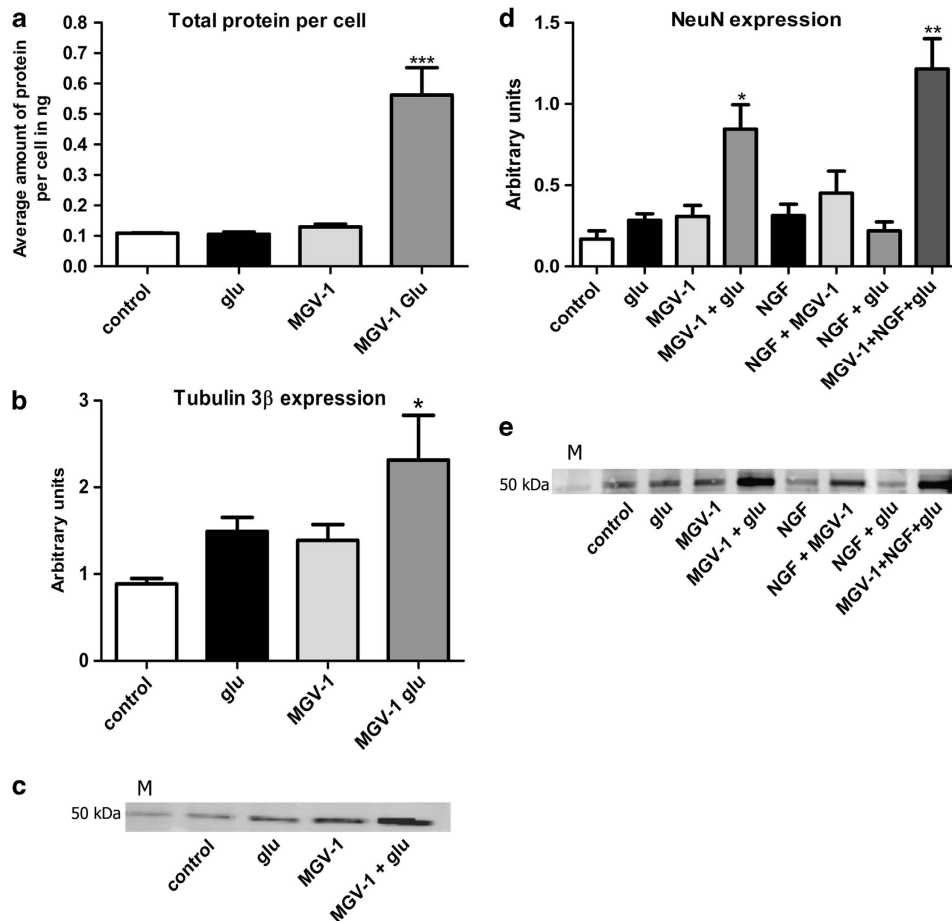 a
Total protein per cell
Average amount of protein
per cell in ng
0.8
0.7
0.6
0.5
0.4
0.3
0.2
0.1
0.0
***
control
glu
MGV-1
MGV-1 Glu
b
Tubulin 3β expression
Arbitrary units
3
2
1
0
*
control
glu
MGV-1
MGV-1 glu
c
M
50 kDa
control
glu
MGV-1
MGV-1 + glu
d
NeuN expression
Arbitrary units
1.5
1.0
0.5
0.0
*
**
control
glu
MGV-1
MGV-1 + glu
NGF
NGF + MGV-1
NGF + glu
MGV-1+NGF+glu
e
M
50 kDa
control
glu
MGV-1
MGV-1 + glu
NGF
NGF + MGV-1
NGF + glu
MGV-1+NGF+glu